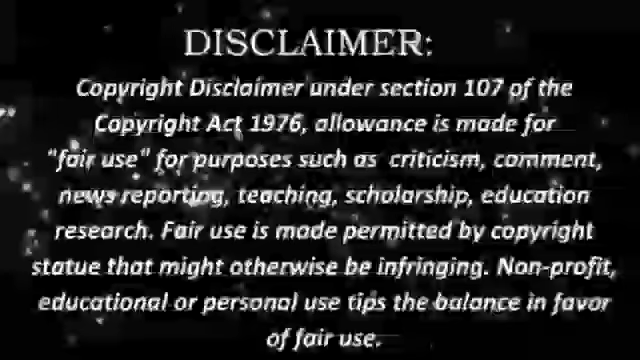 DISCLAIMER:
Copyright Disclaimer under section 107 of the
Copyright Act 1976, allowance is made for
"fair use" for purposes such as criticism, comment,
news reporting, teaching, scholarship, education
research. Fair use is made permitted by copyright
statue that might otherwise be infringing. Non-profit,
educational or personal use tips the balance in favor
of fair use.